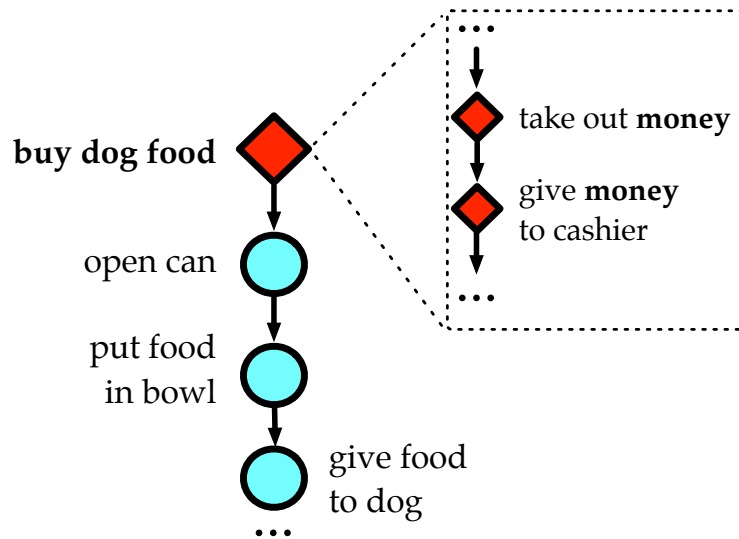 buy dog food
open can
put food
in bowl
give food
to dog
...
...
take out money
give money
to cashier
...